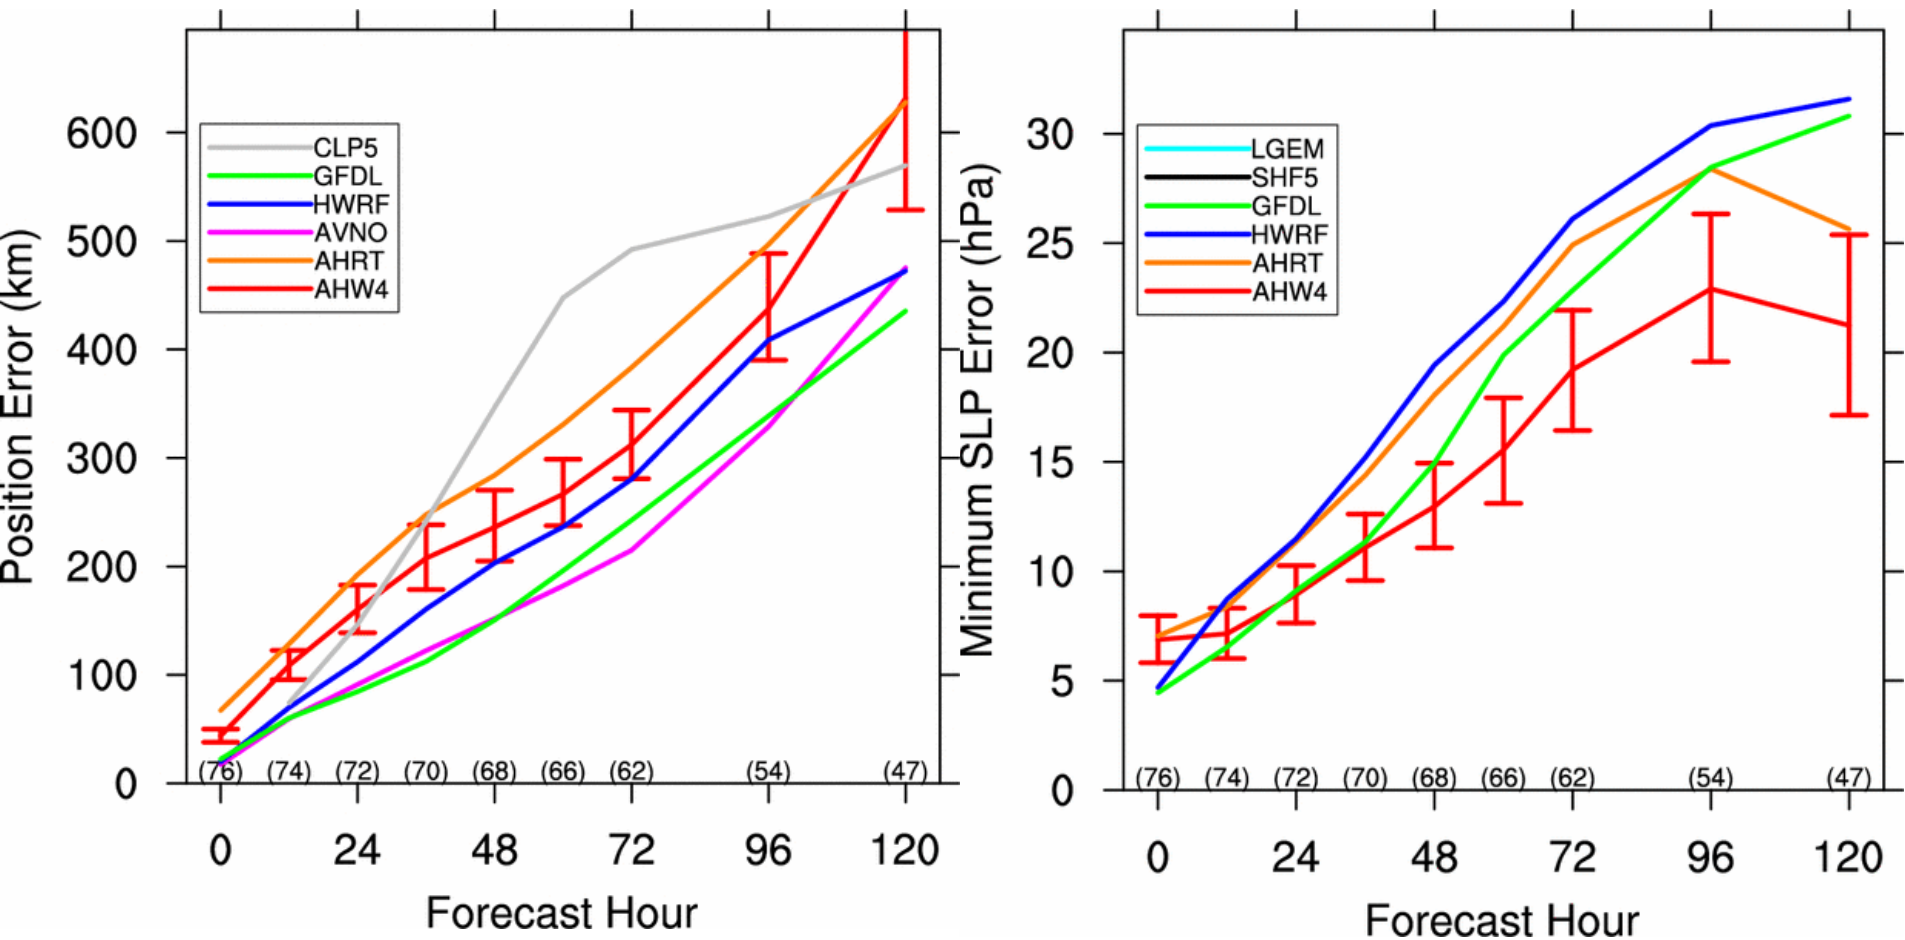 Position Error (km)
600
500
400
300
200
100
0
CLP5
GFDL
HWRF
AVNO
AHRT
AHW4
(76) (74) (72) (70) (68) (66) (62) (54) (47)
0 24 48 72 96 120
Forecast Hour
Minimum SLP Error (hPa)
30
25
20
15
10
5
0
LGEM
SHF5
GFDL
HWRF
AHRT
AHW4
(76) (74) (72) (70) (68) (66) (62) (54) (47)
0 24 48 72 96 120
Forecast Hour